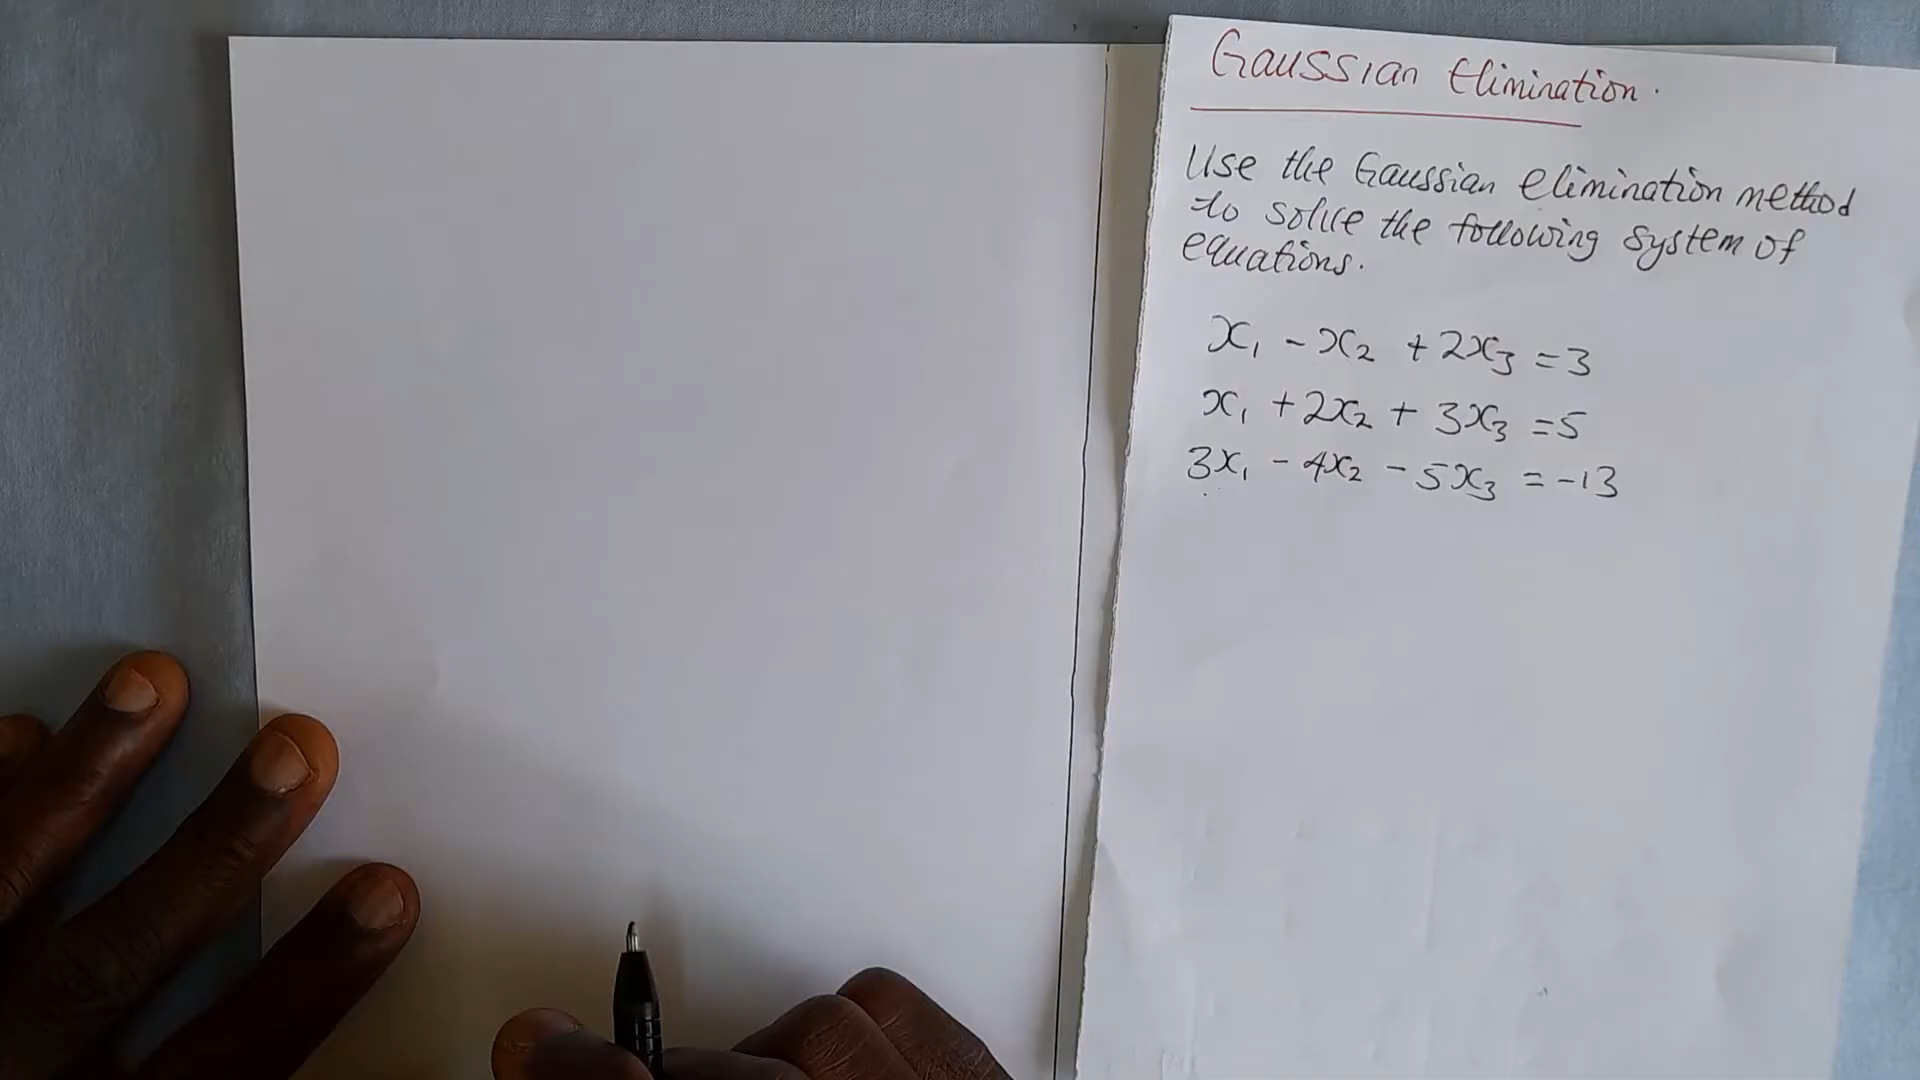 Gaussian Elimination.
Use the Gaussian elimination method
to solve the following system of
equations.
x₁ - x₂ + 2x₃ = 3
x₁ + 2x₂ + 3x₃ = 5
3x₁ - 4x₂ - 5x₃ = -13